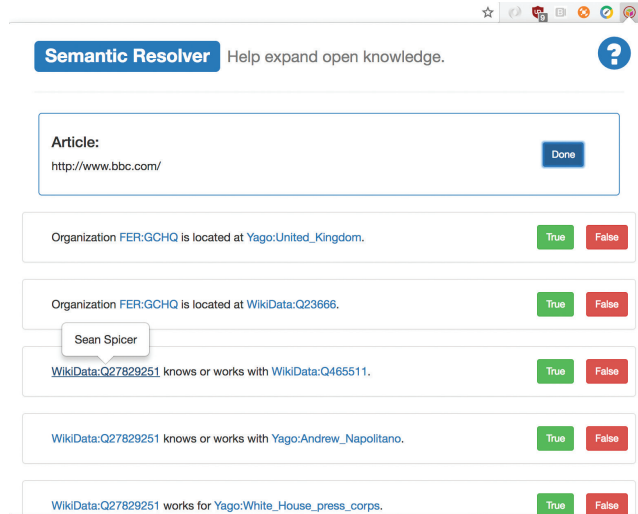 9
Semantic Resolver Help expand open knowledge.
?
Article:
http://www.bbc.com/
Done
Organization FER:GCHQ is located at Yago:United_Kingdom. True False
Organization FER:GCHQ is located at WikiData:Q23666. True False
Sean Spicer
WikiData:Q27829251 knows or works with WikiData:Q465511. True False
WikiData:Q27829251 knows or works with Yago:Andrew_Napolitano. True False
WikiData:Q27829251 works for Yago:White_House_press_corps. True False